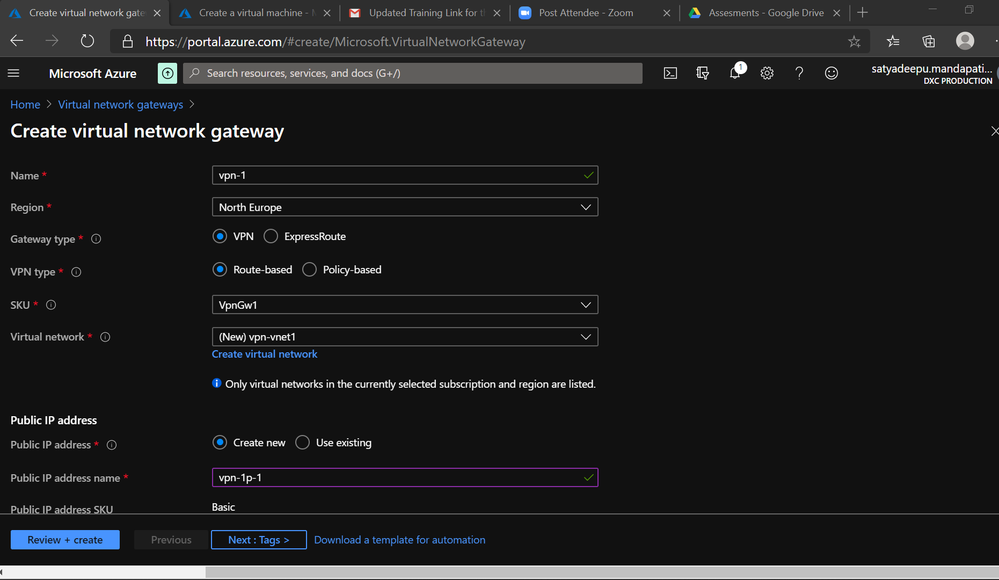 Create virtual network gate
Create a virtual machine -
Updated Training Link for t
Post Attendee - Zoom
Assesments - Google Drive
https://portal.azure.com/#create/Microsoft.VirtualNetworkGateway
Microsoft Azure
Search resources, services, and docs (G+/)
1
satyadeepu.mandapati...
DXC PRODUCTION
Home > Virtual network gateways >
Create virtual network gateway
Name *
vpn-1
Region *
North Europe
Gateway type *
VPN
ExpressRoute
VPN type *
Route-based
Policy-based
SKU *
VpnGw1
Virtual network *
(New) vpn-vnet1
Create virtual network
Only virtual networks in the currently selected subscription and region are listed.
Public IP address
Public IP address *
Create new
Use existing
Public IP address name *
vpn-1p-1
Public IP address SKU
Basic
Review + create
Previous
Next : Tags >
Download a template for automation